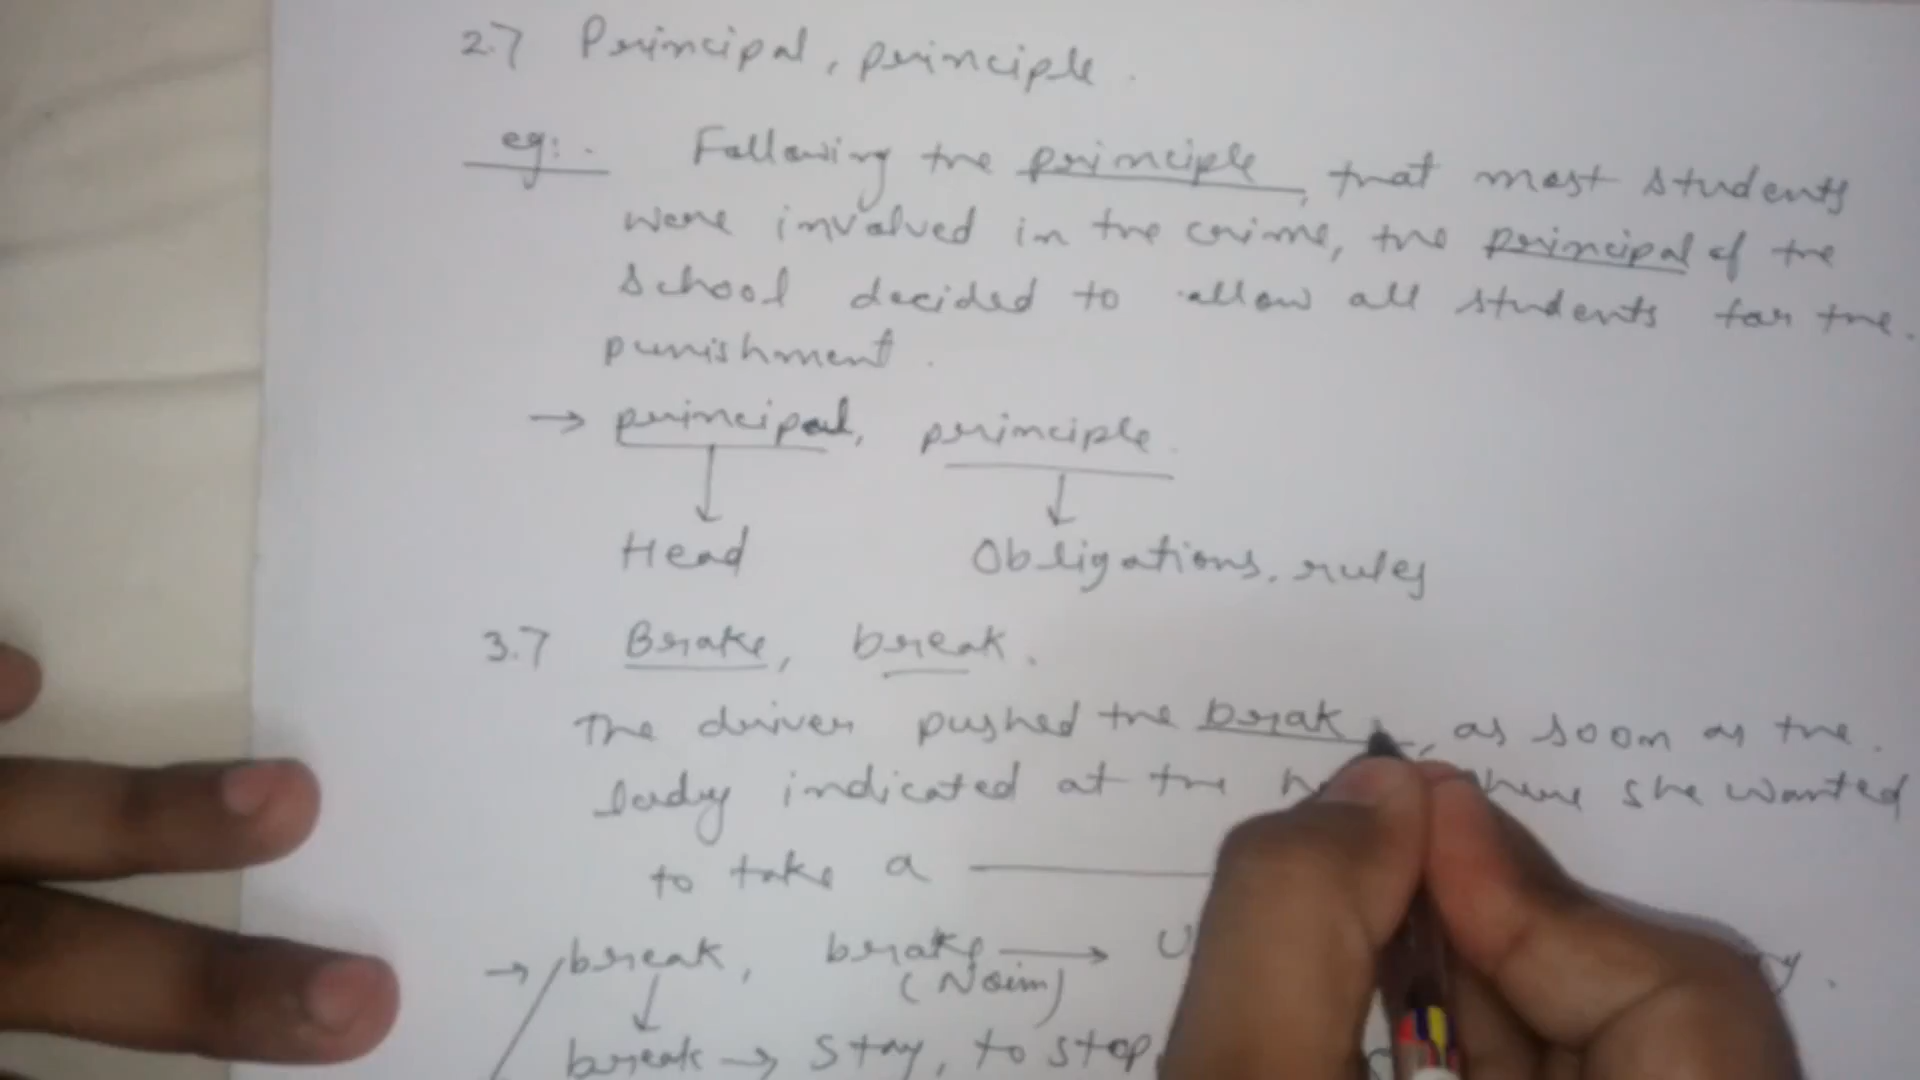 2.7 Principal, principle.
eg:- Following the principle, that most students
were involved in the crime, the principal of the
school decided to allow all students for the.
punishment.
→ principal, principle.
↓ ↓
Head Obligations, rules
3.7 Brake, break.
The driver pushed the brak , as soon as the.
lady indicated at the where she wanted
to take a
→ break, brake →
(Noun)
↓
break → stay, to stop